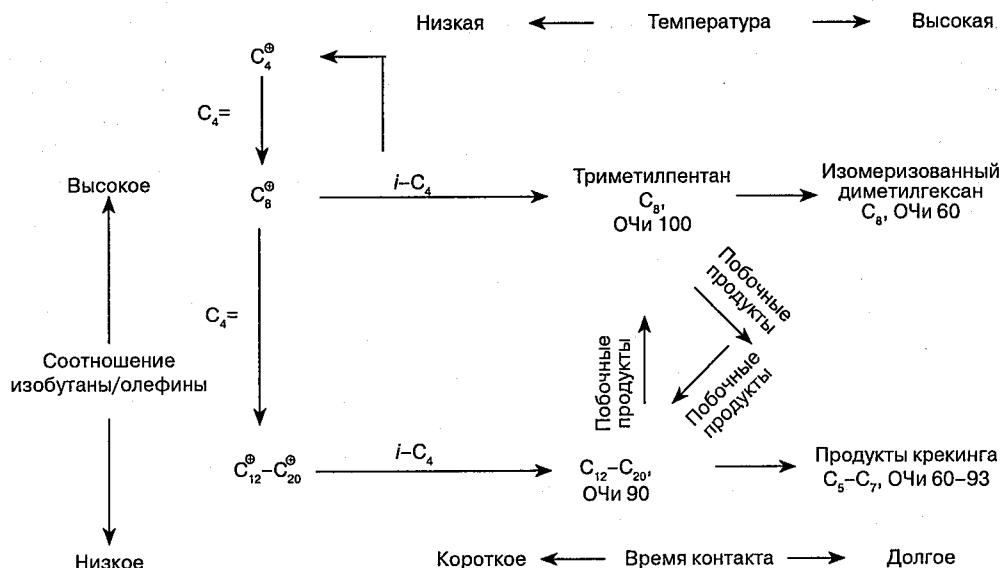 Низкая Температура Высокая
C₄⊕
C₄=
Высокое
C₈⊕
i–C₄
Триметилпентан
C₈,
ОЧи 100
Изомеризованный
диметилгексан
C₈, ОЧи 60
C₄=
Побочные
продукты
Побочные
продукты
Побочные
продукты
Соотношение
изобутаны/олефины
C₁₂⊕–C₂₀⊕
i–C₄
C₁₂–C₂₀,
ОЧи 90
Продукты крекинга
C₅–C₇, ОЧи 60–93
Низкое
Короткое Время контакта Долгое